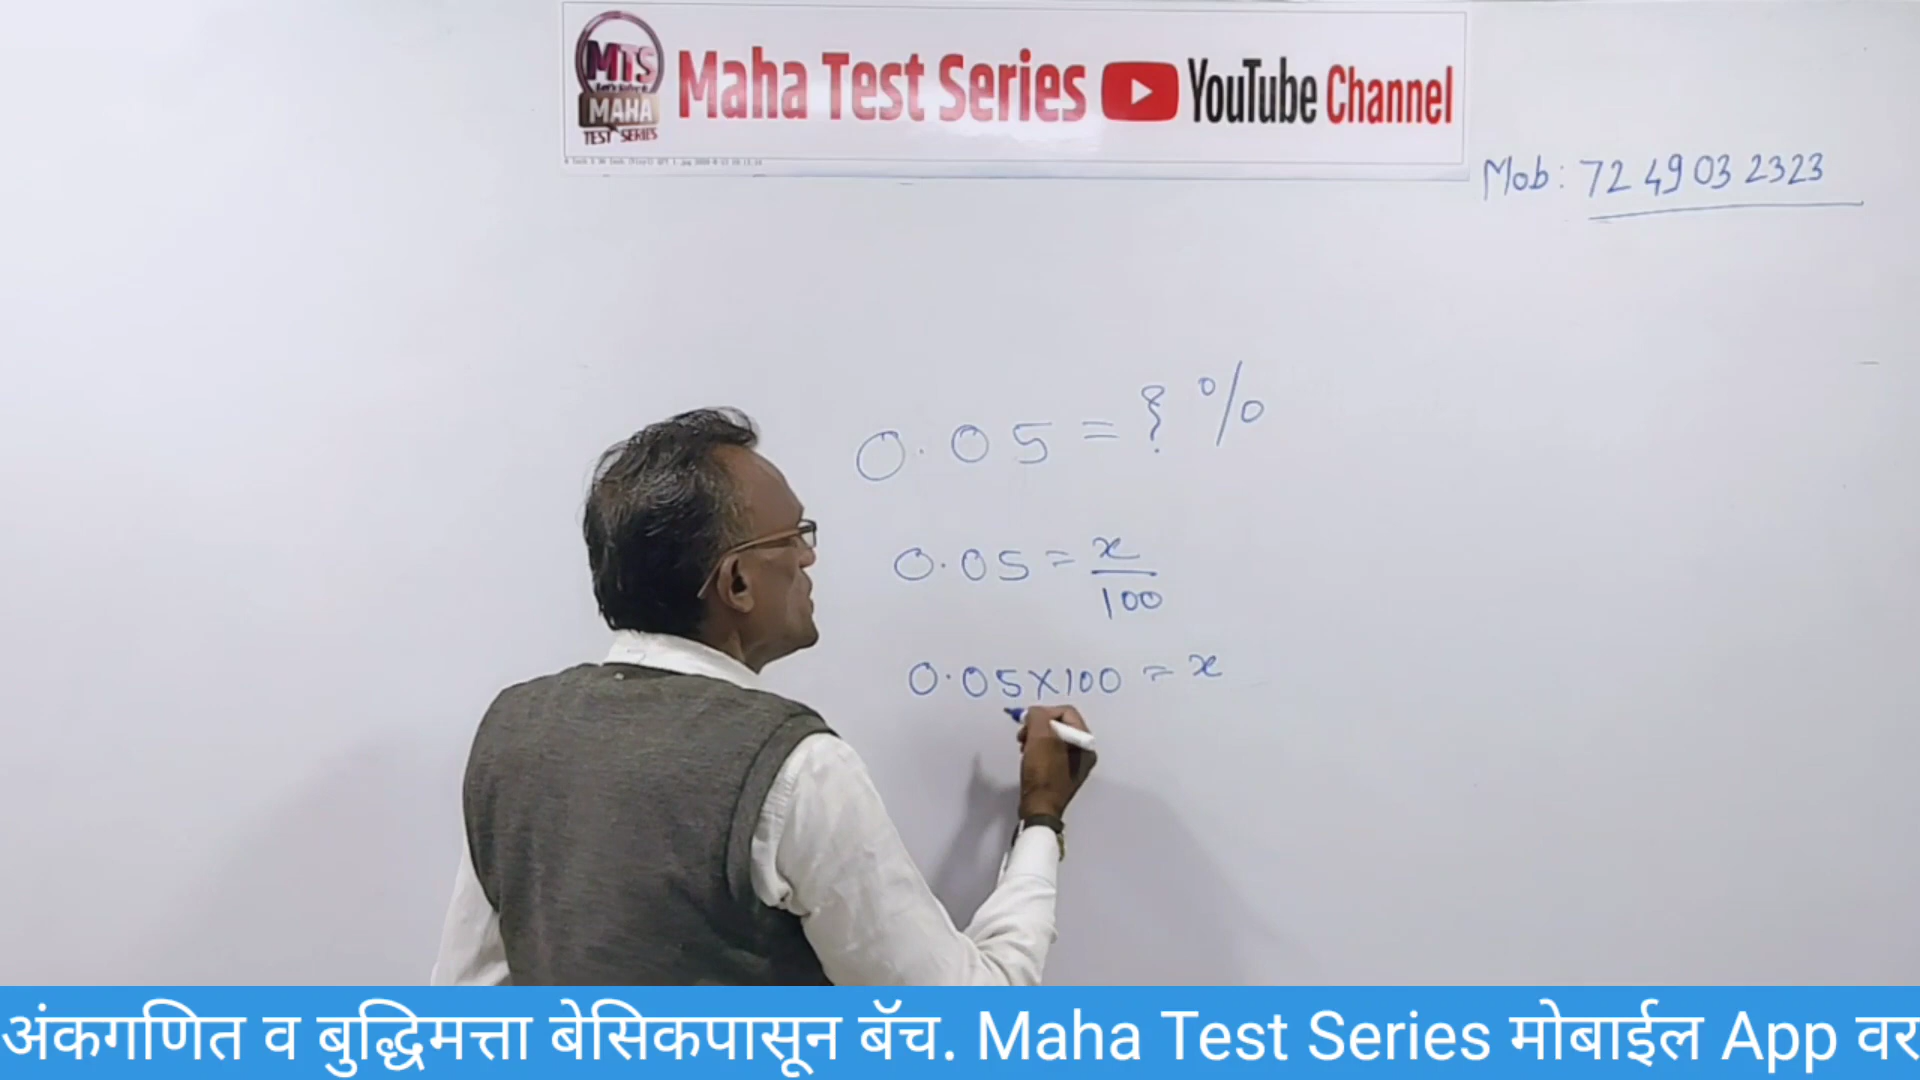 MTS
MAHA
TEST SERIES
Maha Test Series YouTube Channel
Mob: 72 49 03 2323
0.05 = ? %
0.05 = x/100
0.05×100 = x
अंकगणित व बुद्धिमत्ता बेसिकपासून बॅच. Maha Test Series मोबाईल App वर